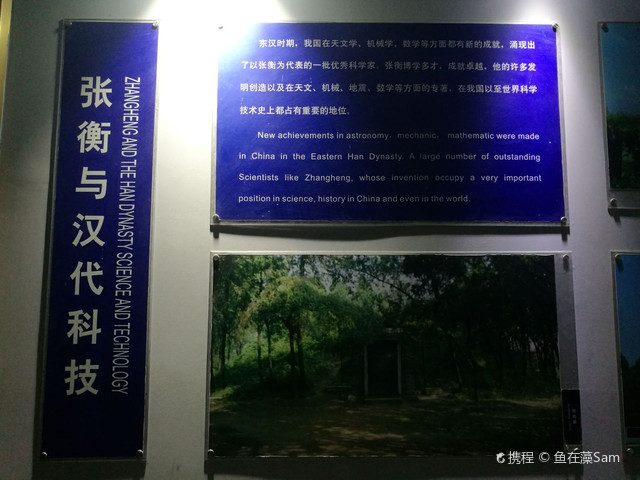 张衡与汉代科技
ZHANGHENG AND THE HAN DYNASTY SCIENCE AND TECHNOLOGY
东汉时期，我国在天文学、机械学、数学等方面都有新的成就，涌现出
了以张衡为代表的一批优秀科学家。张衡博学多才，成就卓越，他的许多发
明创造以及在天文、机械、地震、数学等方面的专著，在我国以至世界科学
技术史上都占有重要的地位。
New achievements in astronomy，mechanic， mathematic were made
in China in the Eastern Han Dynasty. A large number of outstanding
Scientists like Zhangheng, whose invention occupy a very important
position in science, history in China and even in the world.
携程 © 鱼在藻Sam